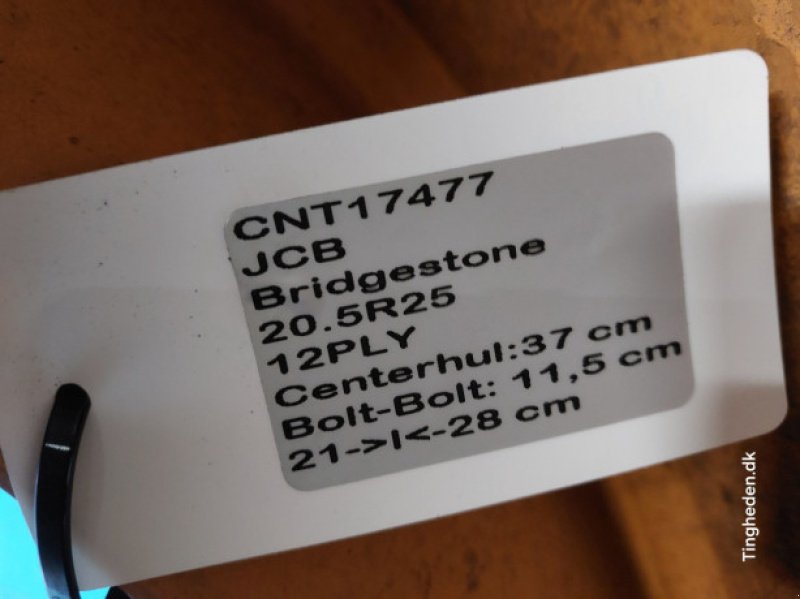 CNT17477
JCB
Bridgestone
20.5R25
12PLY
Centerhul:37 cm
Bolt-Bolt: 11,5 cm
21->I<-28 cm
Tingheden.dk